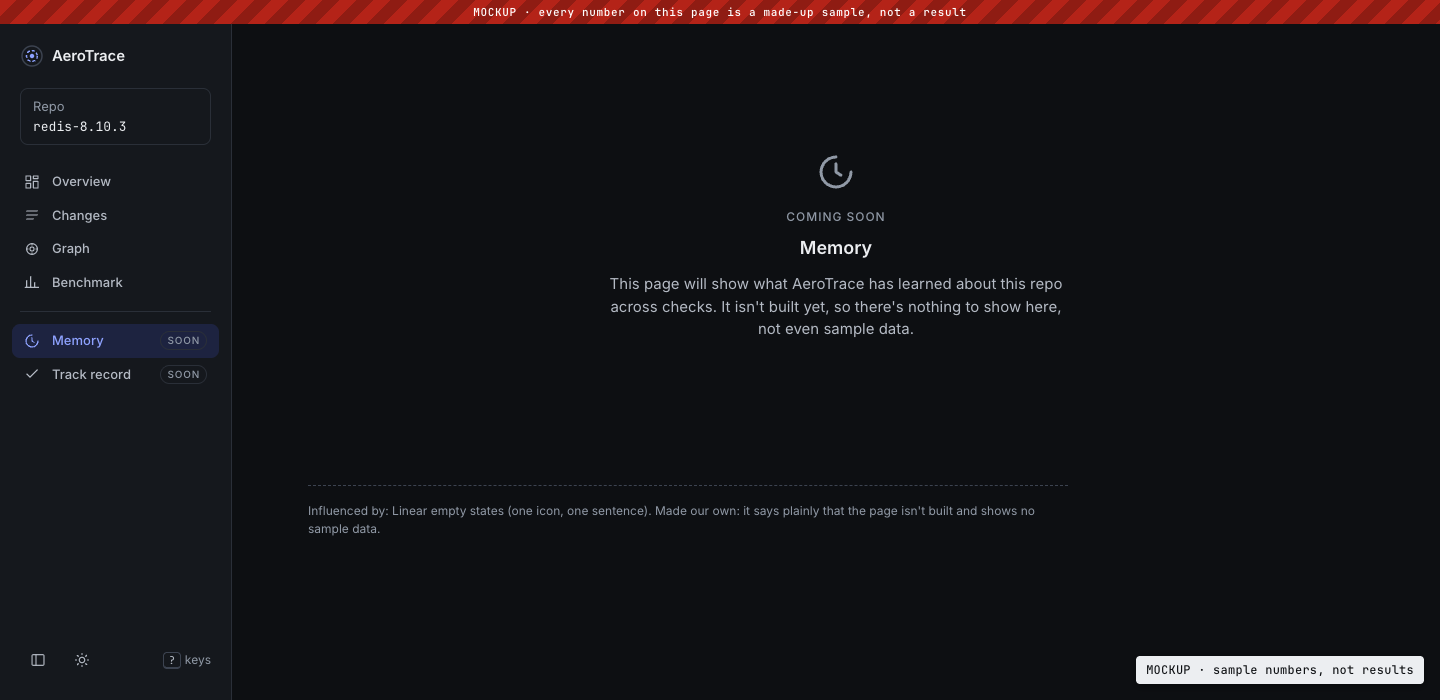 MOCKUP · every number on this page is a made-up sample, not a result
AeroTrace
Repo
redis-8.10.3
Overview
Changes
Graph
Benchmark
Memory SOON
Track record SOON
? keys
COMING SOON
Memory
This page will show what AeroTrace has learned about this repo
across checks. It isn't built yet, so there's nothing to show here,
not even sample data.
Influenced by: Linear empty states (one icon, one sentence). Made our own: it says plainly that the page isn't built and shows no
sample data.
MOCKUP · sample numbers, not results